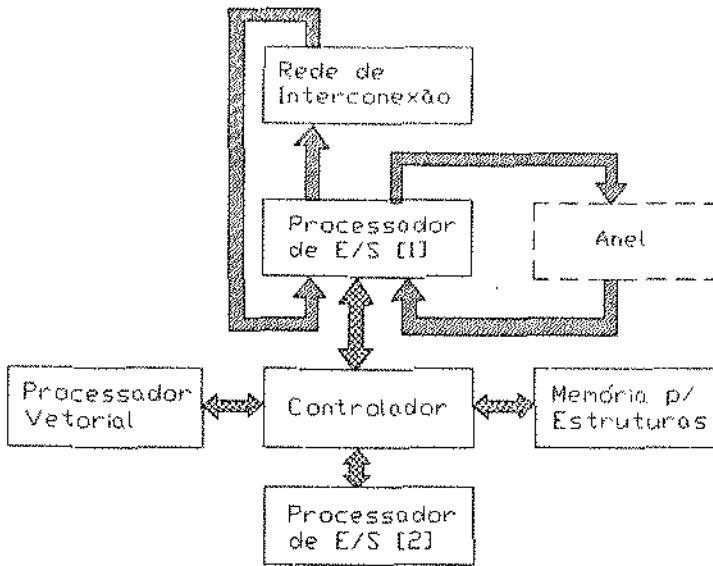 Rede de
Interconexão
Processador
de E/S [1]
Anel
Processador
Vetorial
Controlador
Memória p/
Estruturas
Processador
de E/S [2]